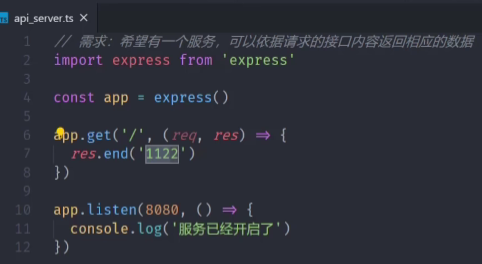 api_server.ts
1 // 需求：希望有一个服务，可以依据请求的接口内容返回相应的数据
2 import express from 'express'
3
4 const app = express()
5
6 app.get('/', (req, res) => {
7 res.end('1122')
8 })
9
10 app.listen(8080, () => {
11 console.log('服务已经开启了')
12 })